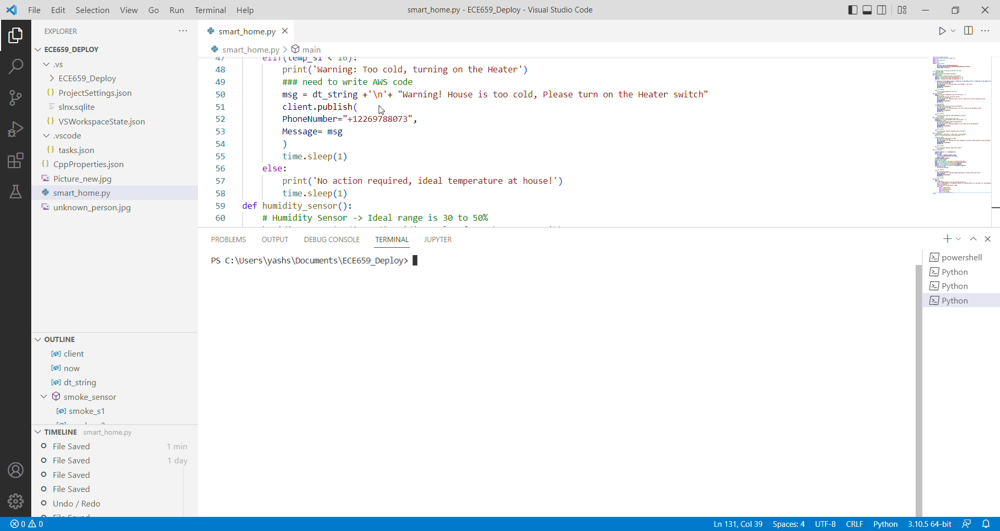 File Edit Selection View Go Run Terminal Help
smart_home.py - ECE659_Deploy - Visual Studio Code
EXPLORER
ECE659_DEPLOY
.vs
ECE659_Deploy
ProjectSettings.json
slnx.sqlite
VSWorkspaceState.json
.vscode
tasks.json
CppProperties.json
Picture_new.jpg
smart_home.py
unknown_person.jpg
OUTLINE
client
now
dt_string
smoke_sensor
smoke_s1
TIMELINE smart_home.py
File Saved 1 min
File Saved 1 day
File Saved
File Saved
Undo / Redo
File Saved
smart_home.py
smart_home.py > main
47 elif(temp_s1 < 16):
48 print('Warning: Too cold, turning on the Heater')
49 ### need to write AWS code
50 msg = dt_string +'\n'+ "Warning! House is too cold, Please turn on the Heater switch"
51 client.publish(
52 PhoneNumber="+12269788073",
53 Message= msg
54 )
55 time.sleep(1)
56 else:
57 print('No action required, ideal temperature at house!')
58 time.sleep(1)
59 def humidity_sensor():
60 # Humidity Sensor -> Ideal range is 30 to 50%
PROBLEMS OUTPUT DEBUG CONSOLE TERMINAL JUPYTER
PS C:\Users\yashs\Documents\ECE659_Deploy>
powershell
Python
Python
Python
0 0
Ln 131, Col 39 Spaces: 4 UTF-8 CRLF Python 3.10.5 64-bit